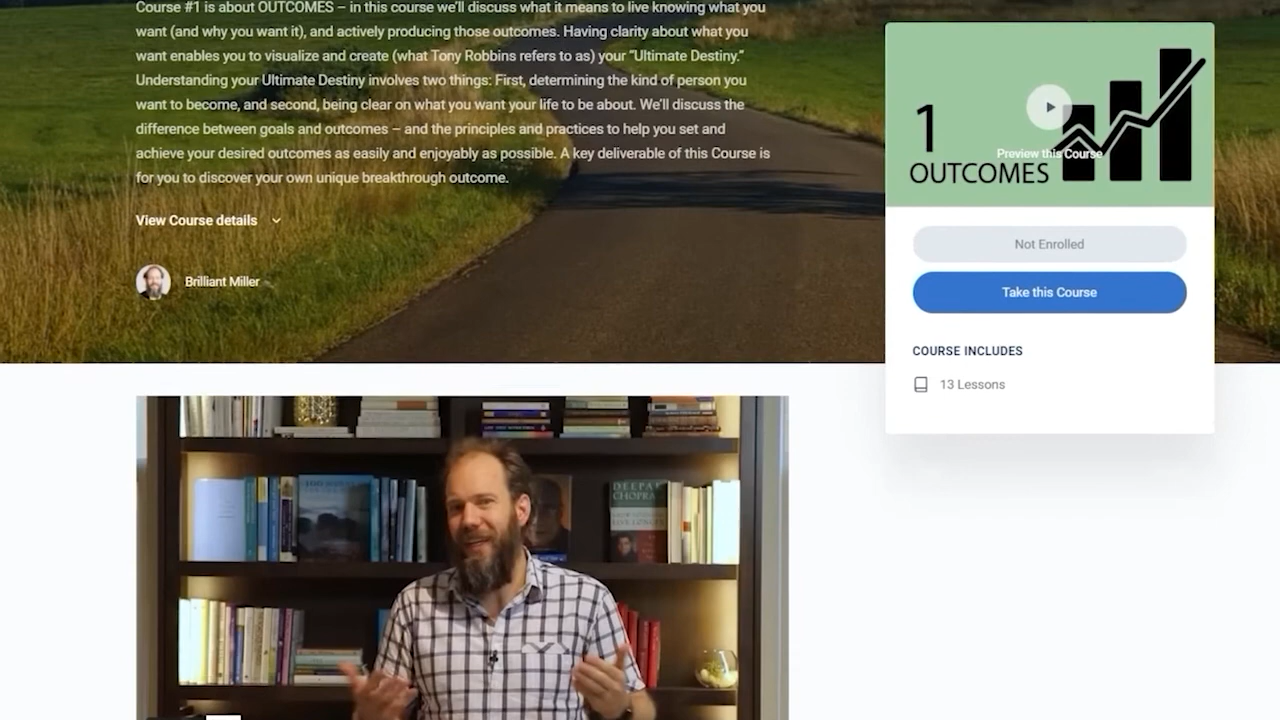 Course #1 is about OUTCOMES – in this course we'll discuss what it means to live knowing what you
want (and why you want it), and actively producing those outcomes. Having clarity about what you
want enables you to visualize and create (what Tony Robbins refers to as) your "Ultimate Destiny."
Understanding your Ultimate Destiny involves two things: First, determining the kind of person you
want to become, and second, being clear on what you want your life to be about. We'll discuss the
difference between goals and outcomes – and the principles and practices to help you set and
achieve your desired outcomes as easily and enjoyably as possible. A key deliverable of this Course is
for you to discover your own unique breakthrough outcome.
View Course details
Brilliant Miller
1
OUTCOMES
Preview this Course
Not Enrolled
Take this Course
COURSE INCLUDES
13 Lessons
DEEPAK
CHOPRA